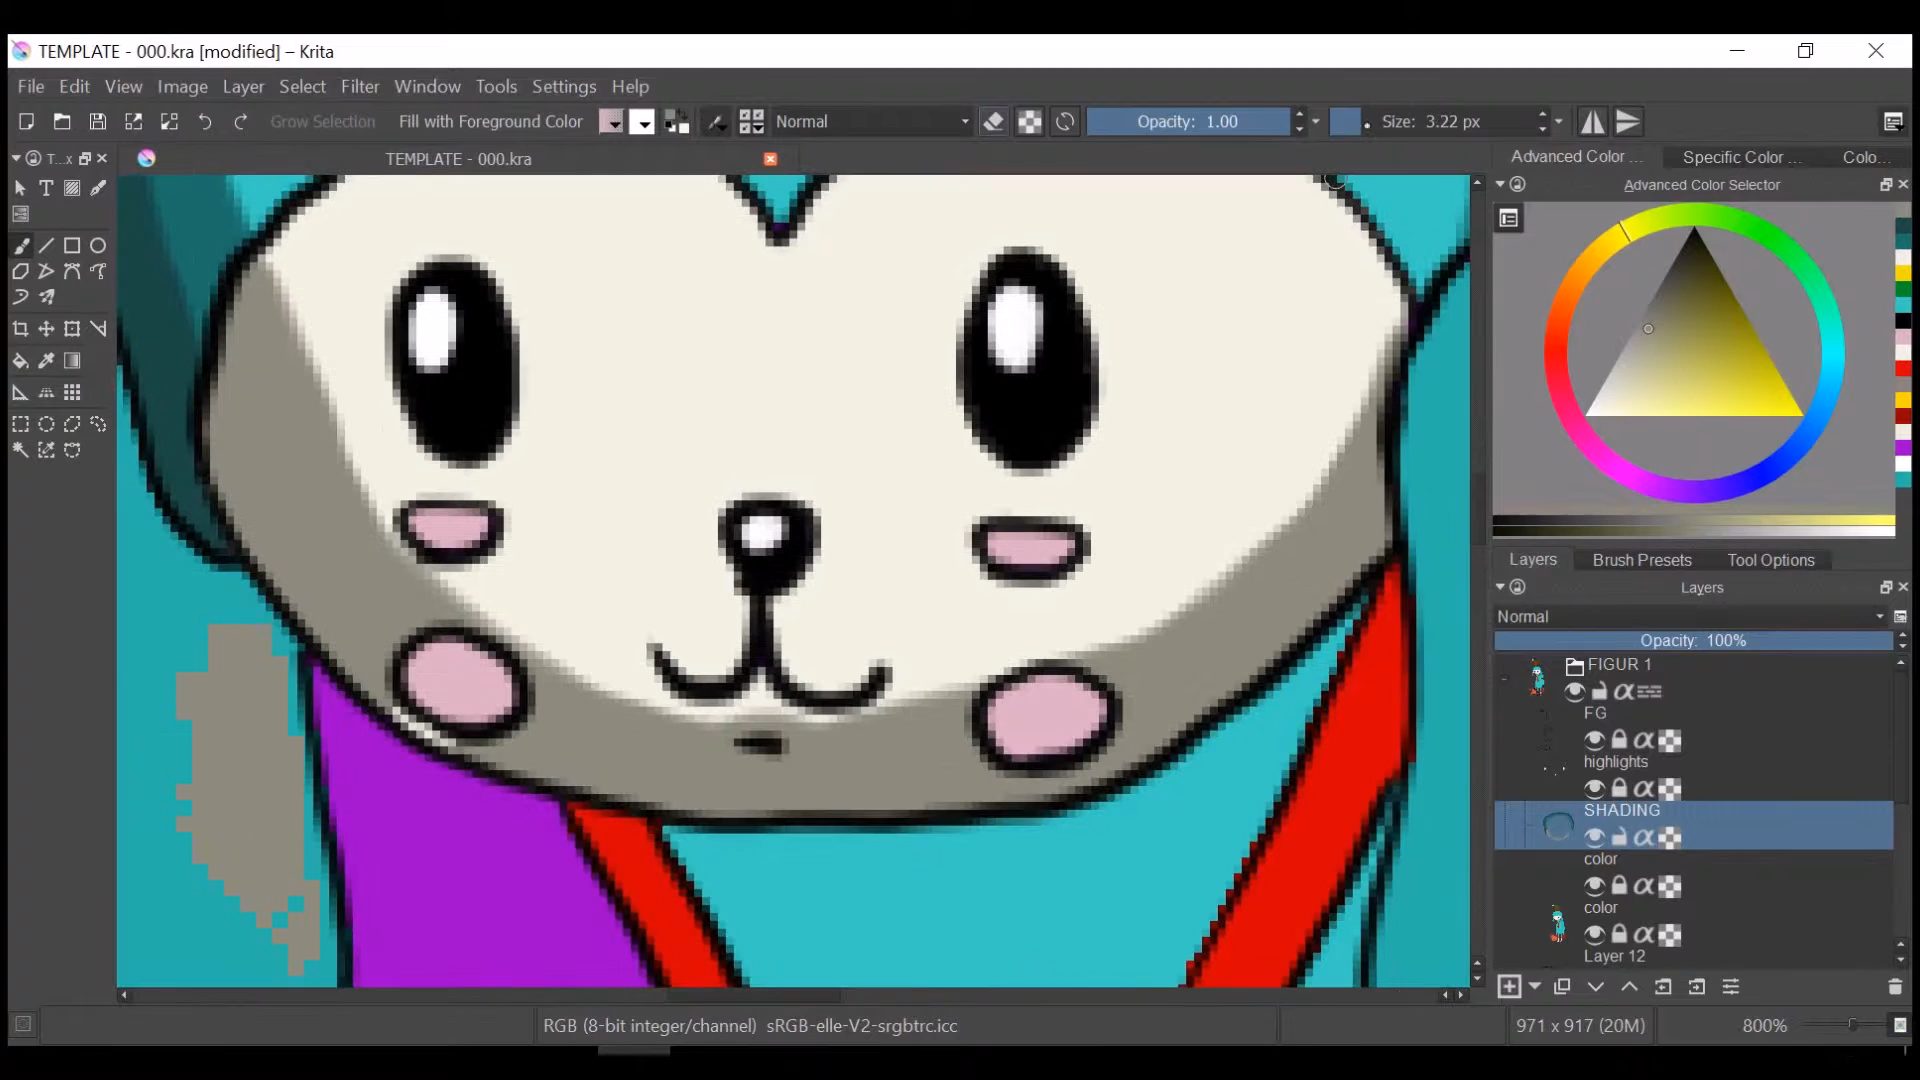 TEMPLATE - 000.kra [modified] – Krita
File Edit View Image Layer Select Filter Settings Window Tools Settings Help
Grow Selection Fill with Foreground Color Normal Opacity: 1.00 Size: 3.22 px
T...x TEMPLATE - 000.kra Advanced Color ... Specific Color ... Colo...
Advanced Color Selector
Layers Brush Presets Tool Options
Layers
Normal
Opacity: 100%
FIGUR 1
FG
highlights
SHADING
color
color
Layer 12
RGB (8-bit integer/channel) sRGB-elle-V2-srgbtrc.icc 971 x 917 (20M) 800%